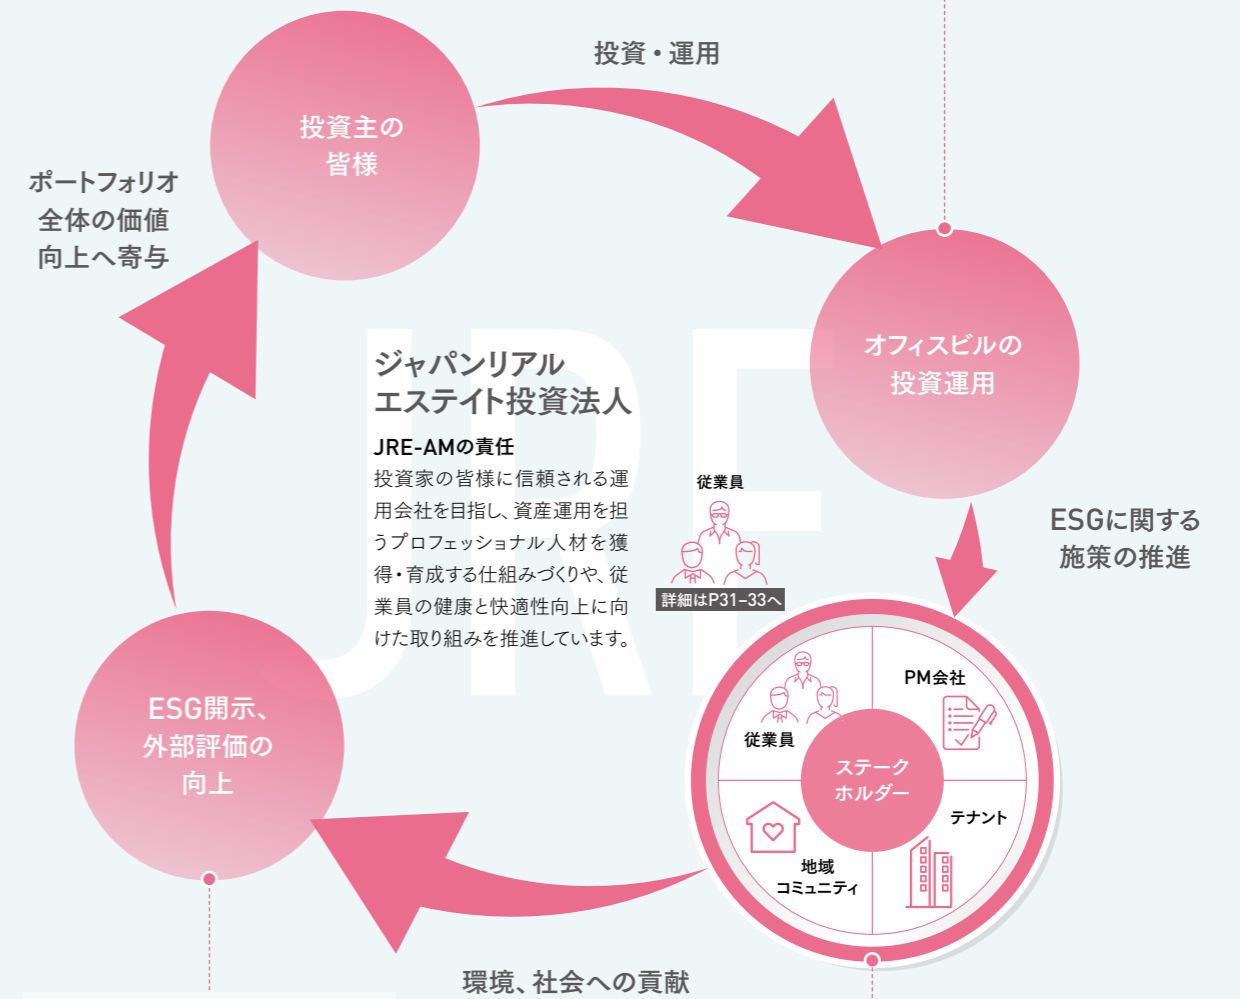 投資・運用
投資主の
皆様
ポートフォリオ
全体の価値
向上へ寄与
オフィスビルの
投資運用
JRE
ジャパンリアル
エステイト投資法人
JRE-AMの責任
投資家の皆様に信頼される運
用会社を目指し、資産運用を担
うプロフェッショナル人材を獲
得・育成する仕組みづくりや、従
業員の健康と快適性向上に向
けた取り組みを推進しています。
従業員
詳細はP31–33へ
ESGに関する
施策の推進
PM会社
従業員
ステーク
ホルダー
テナント
地域
コミュニティ
ESG開示、
外部評価の
向上
環境、社会への貢献